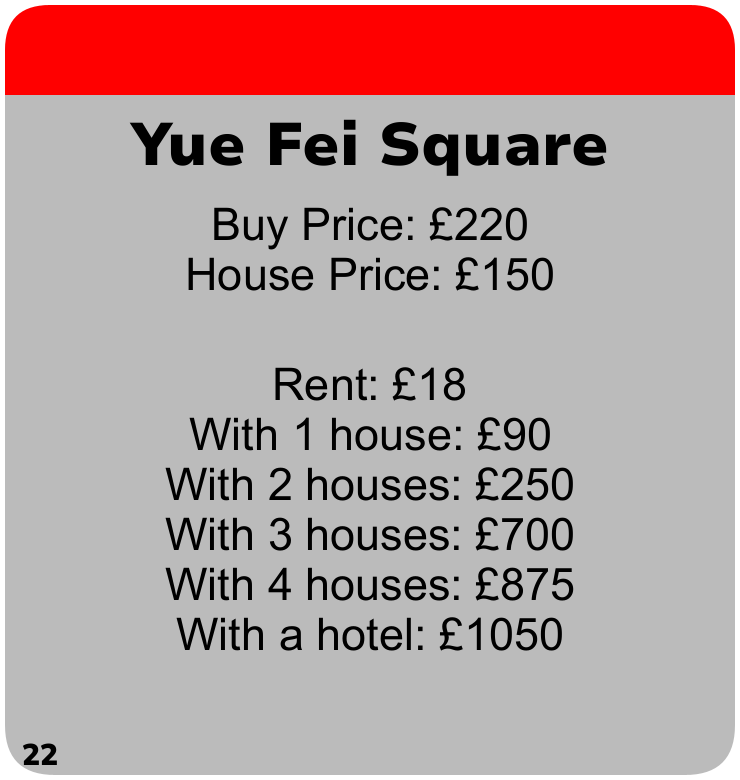 Yue Fei Square
Buy Price: £220
House Price: £150
Rent: £18
With 1 house: £90
With 2 houses: £250
With 3 houses: £700
With 4 houses: £875
With a hotel: £1050
22